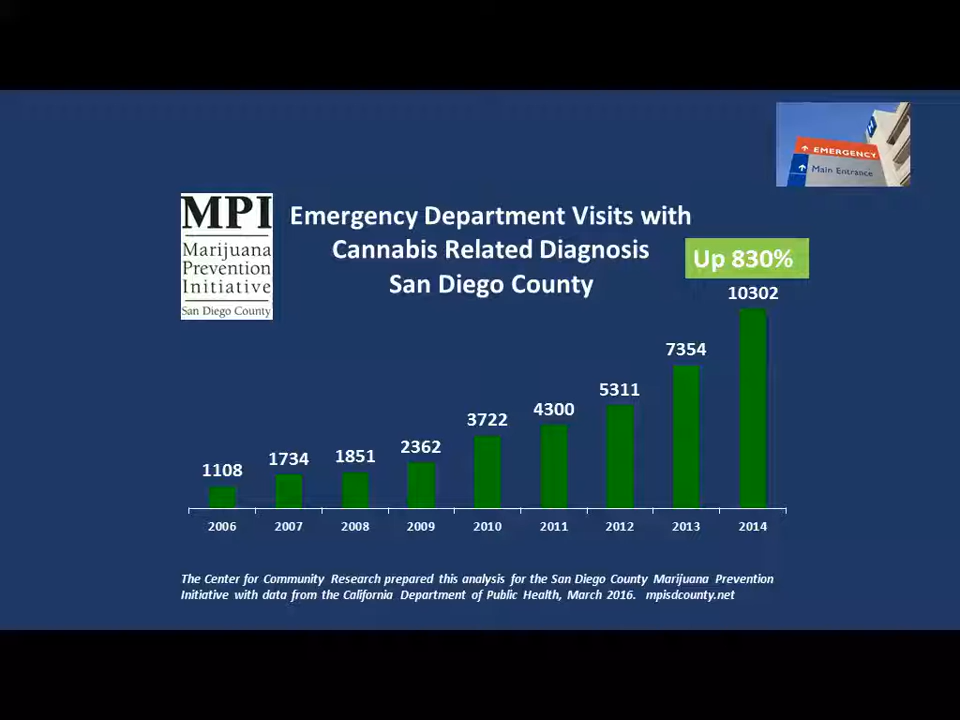 EMERGENCY
Main Entrance
H
MPI
Marijuana
Prevention
Initiative
San Diego County
Emergency Department Visits with
Cannabis Related Diagnosis
San Diego County
Up 830%
10302
7354
5311
4300
3722
2362
1851
1734
1108
2006 2007 2008 2009 2010 2011 2012 2013 2014
The Center for Community Research prepared this analysis for the San Diego County Marijuana Prevention
Initiative with data from the California Department of Public Health, March 2016. mpisdcounty.net